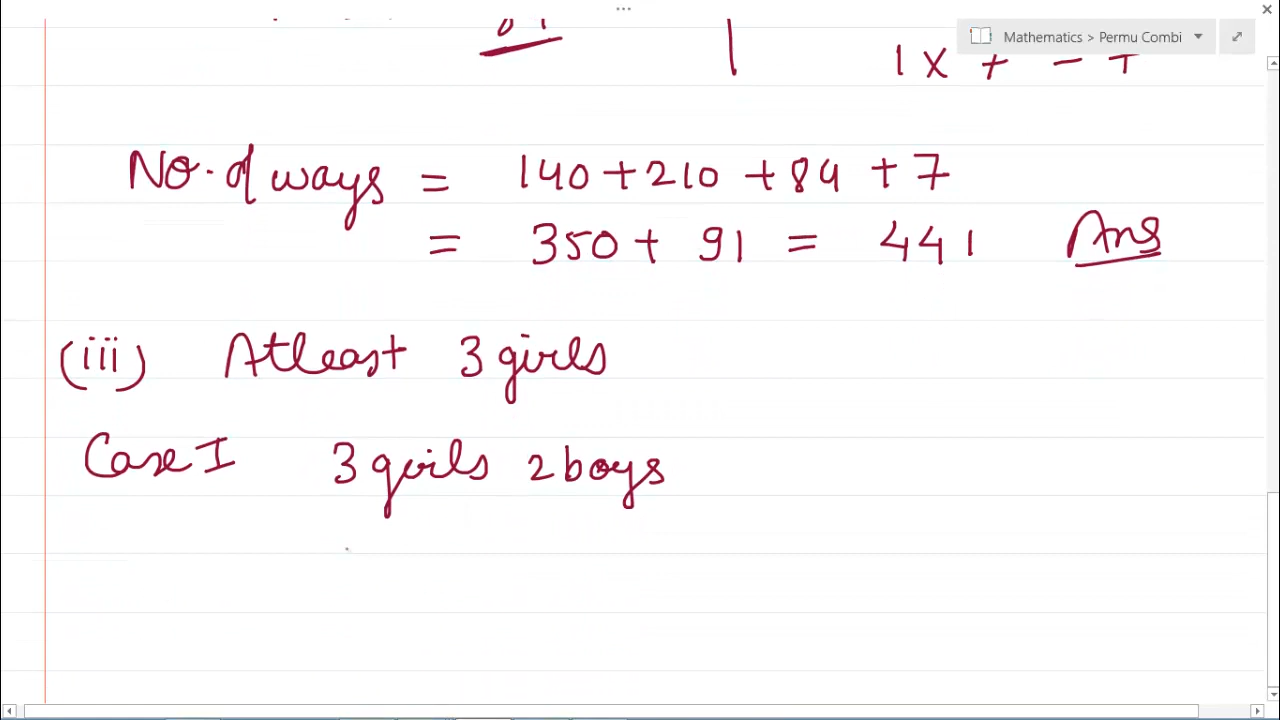 Mathematics > Permu Combi
No. of ways = 140 + 210 + 84 + 7
= 350 + 91 = 441 Ans
(iii) Atleast 3 girls
Case I 3 girls 2 boys